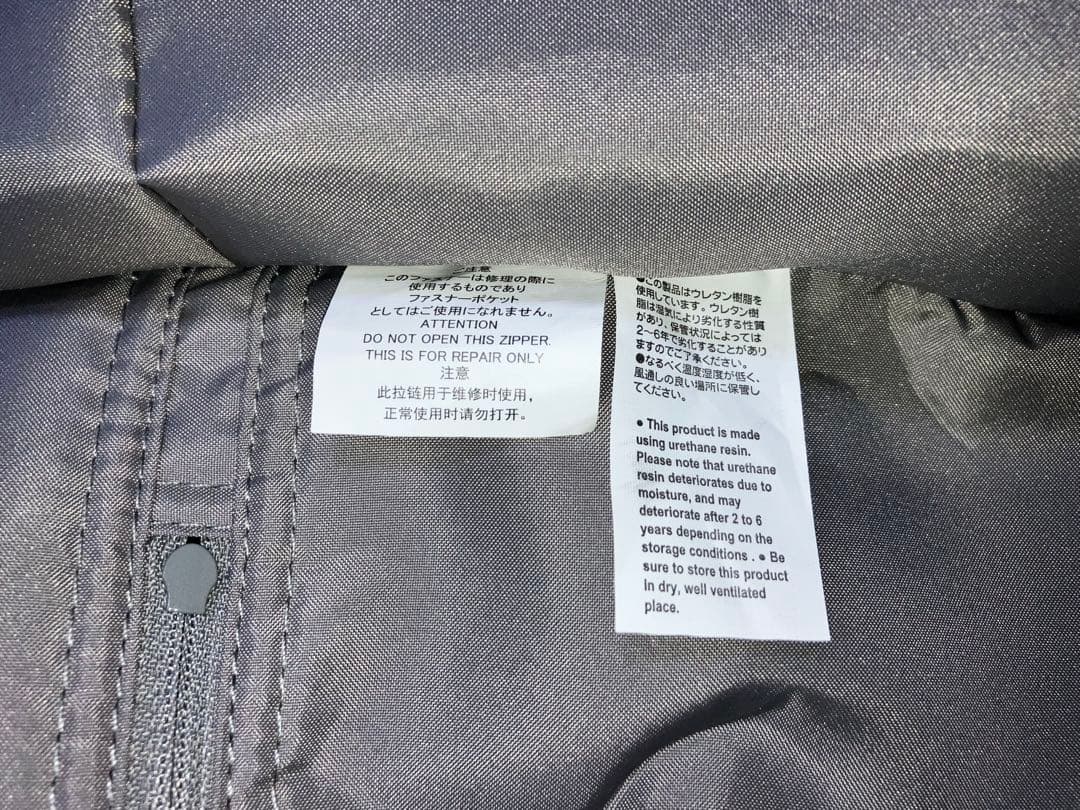 注意
このファスナーは修理の際に
使用するものであり
ファスナーポケット
としてはご使用になれません。
ATTENTION
DO NOT OPEN THIS ZIPPER.
THIS IS FOR REPAIR ONLY
注意
此拉链用于维修时使用，
正常使用时请勿打开。
●この製品はウレタン樹脂を
使用しています。ウレタン樹
脂は湿気により劣化する性質
があり、保管状況によっては
2～6年で劣化することがあり
ますのでご了承ください。
●なるべく温度湿度が低く、
風通しの良い場所に保管し
てください。
● This product is made
using urethane resin.
Please note that urethane
resin deteriorates due to
moisture, and may
deteriorate after 2 to 6
years depending on the
storage conditions . ● Be
sure to store this product
In dry, well ventilated
place.